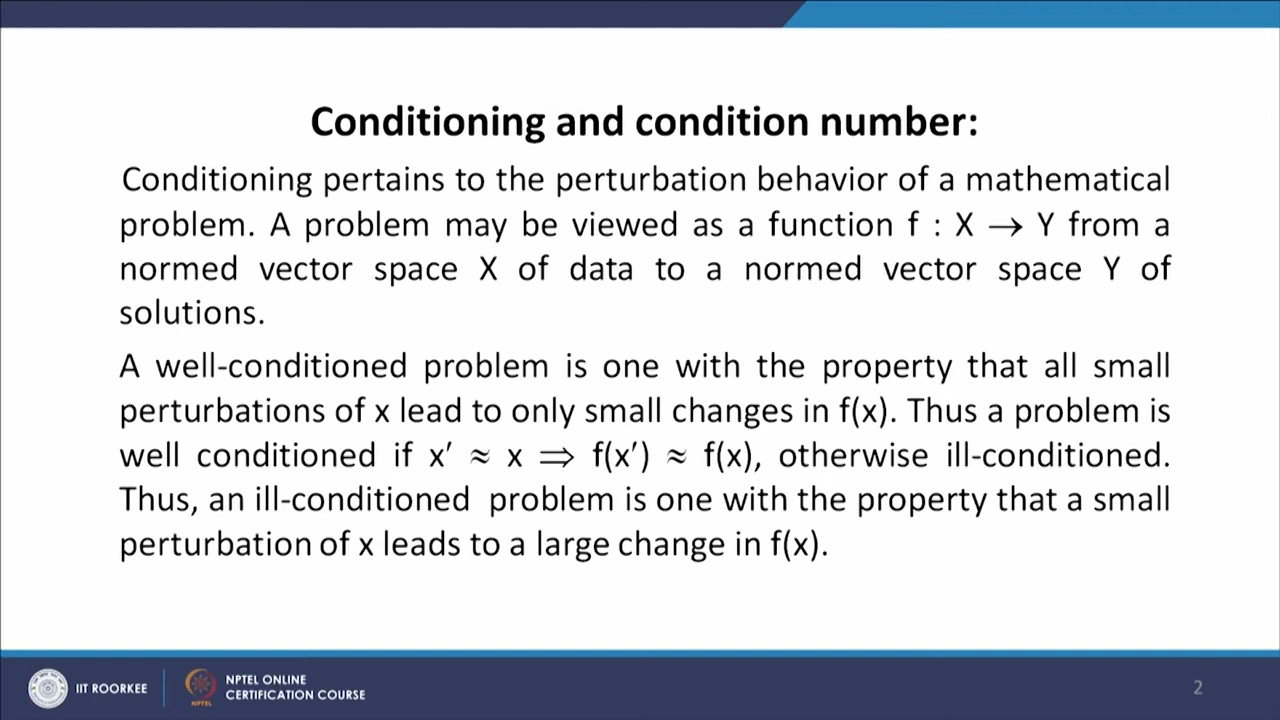 Conditioning and condition number:
Conditioning pertains to the perturbation behavior of a mathematical
problem. A problem may be viewed as a function f : X → Y from a
normed vector space X of data to a normed vector space Y of
solutions.
A well-conditioned problem is one with the property that all small
perturbations of x lead to only small changes in f(x). Thus a problem is
well conditioned if x′ ≈ x ⟹ f(x′) ≈ f(x), otherwise ill-conditioned.
Thus, an ill-conditioned problem is one with the property that a small
perturbation of x leads to a large change in f(x).
IIT ROORKEE
NPTEL
NPTEL ONLINE
CERTIFICATION COURSE
2